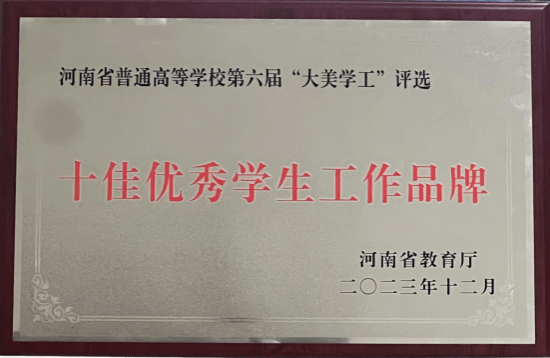 河南省普通高等学校第六届“大美学工”评选
十佳优秀学生工作品牌
河南省教育厅
二〇二三年十二月